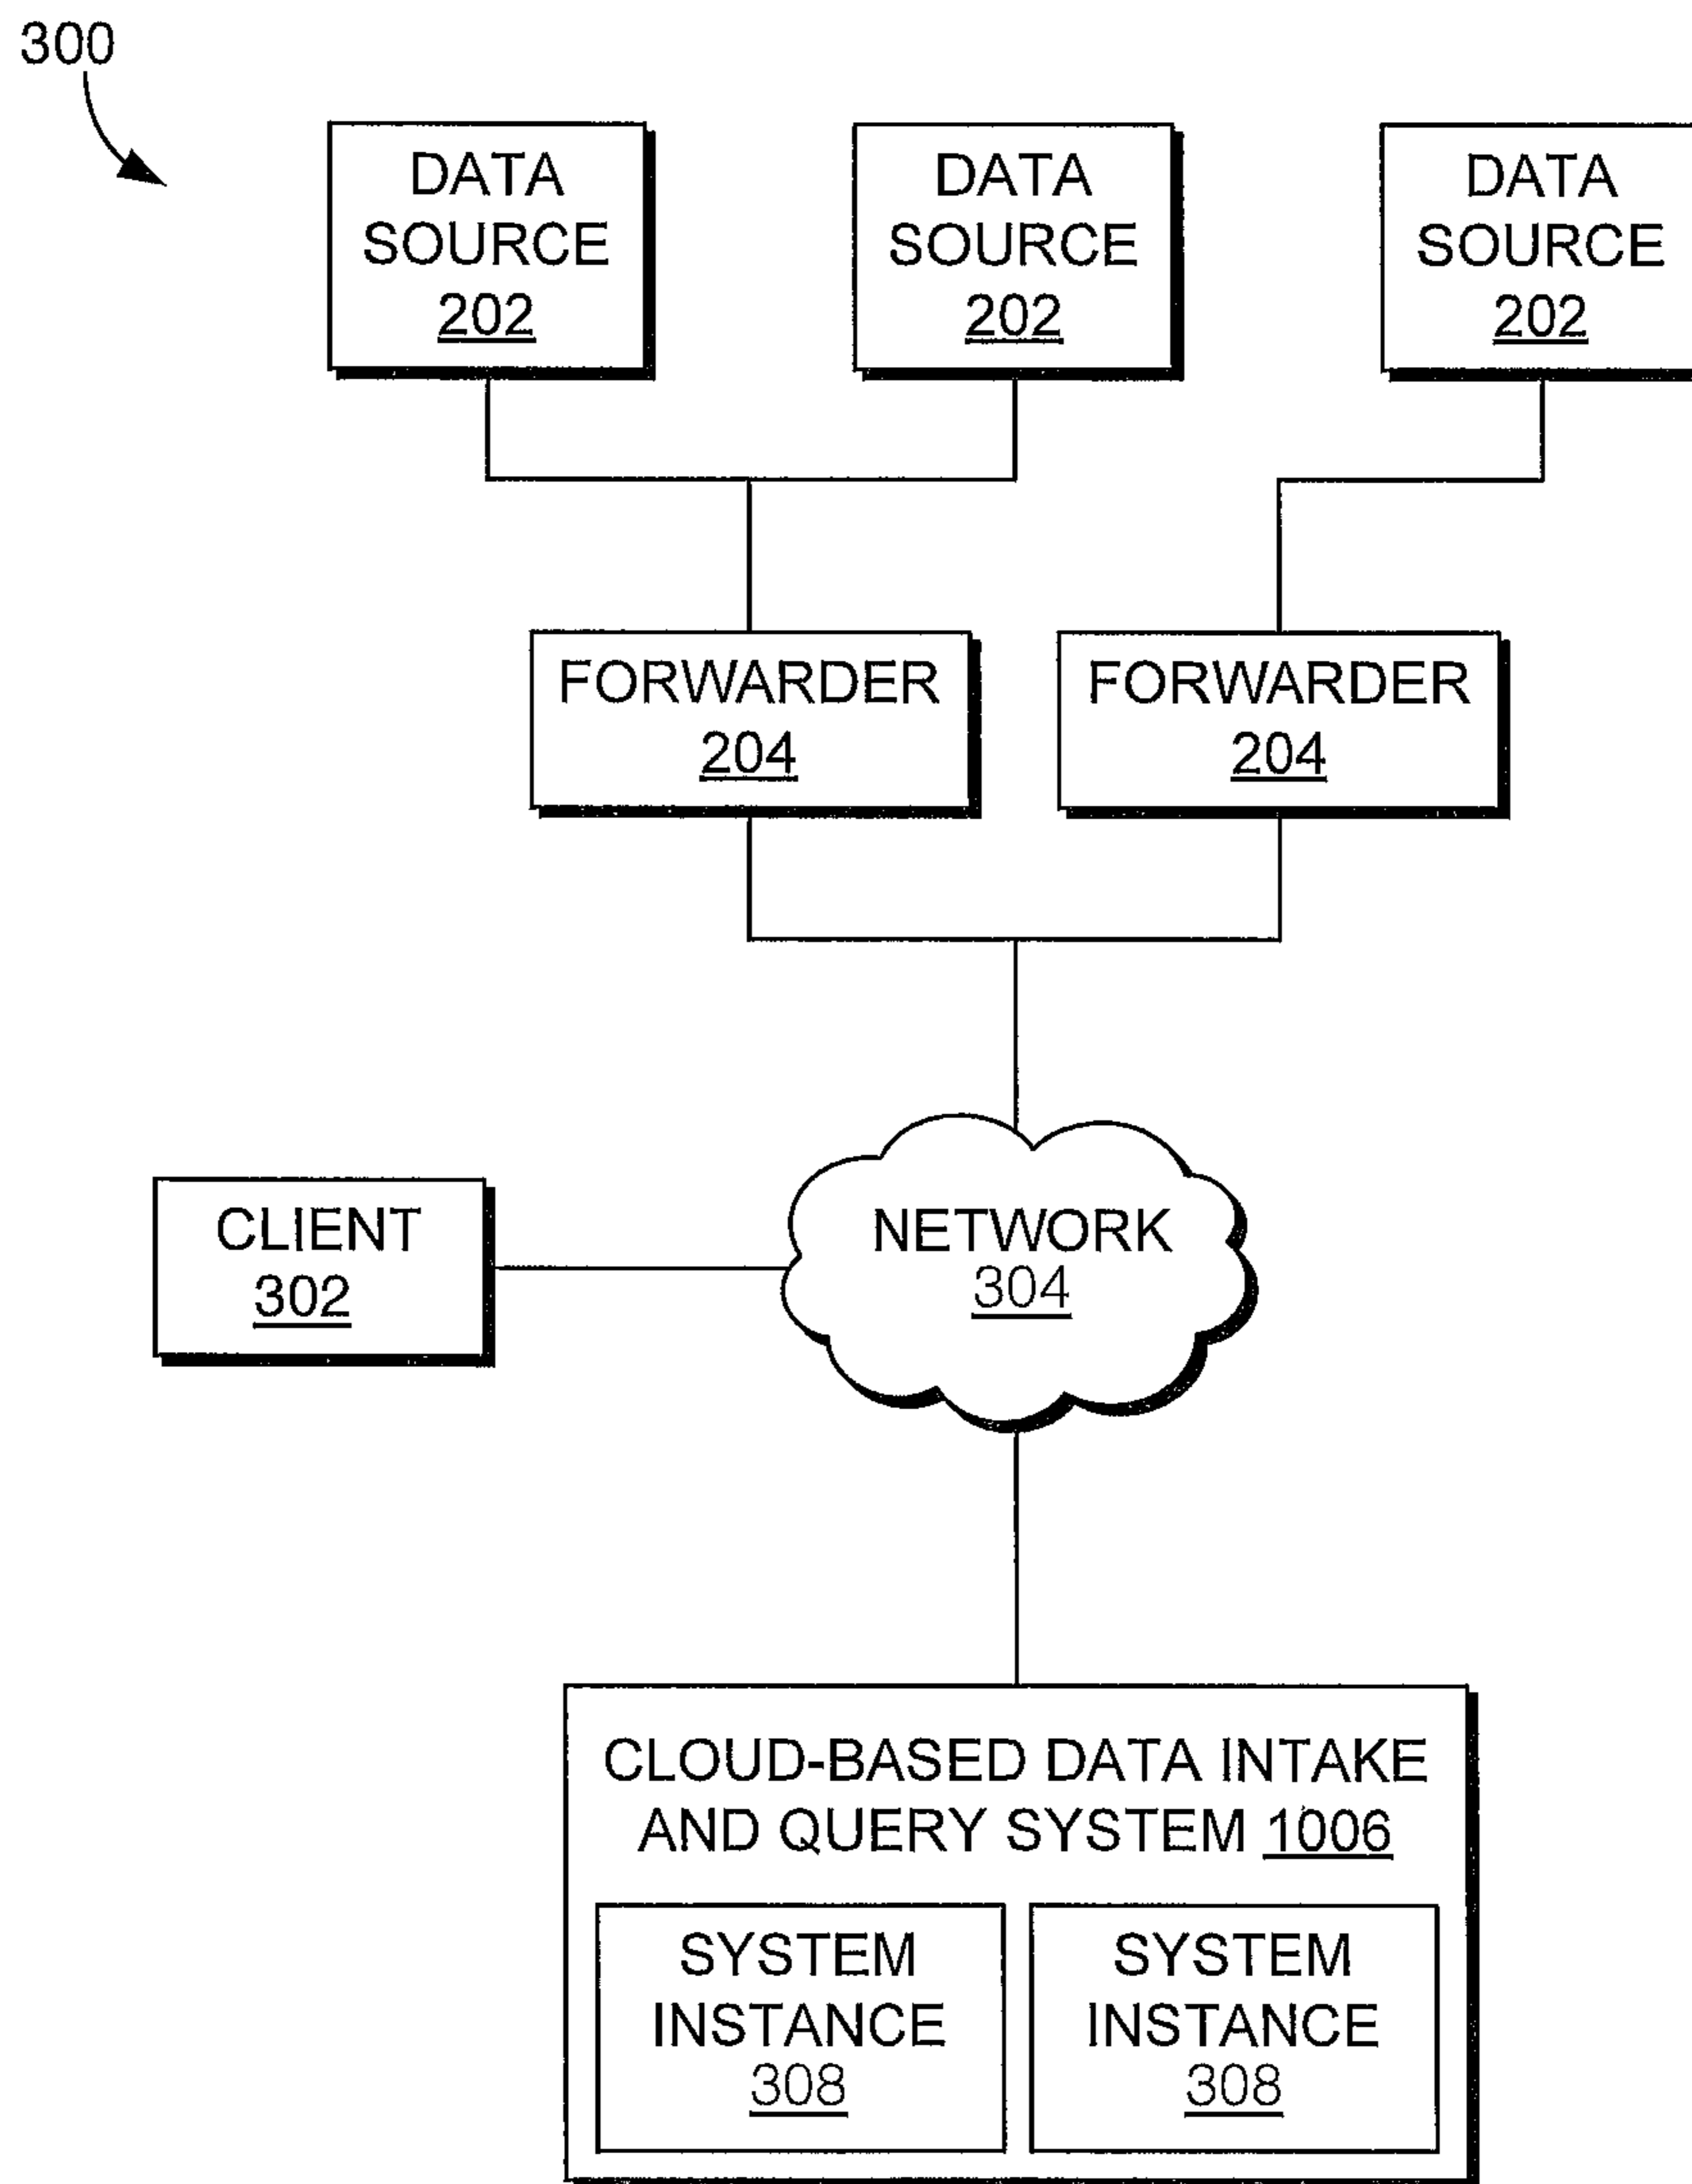 300
DATA
SOURCE
202
DATA
SOURCE
202
DATA
SOURCE
202
FORWARDER
204
FORWARDER
204
CLIENT
302
NETWORK
304
CLOUD-BASED DATA INTAKE
AND QUERY SYSTEM 1006
SYSTEM
INSTANCE
308
SYSTEM
INSTANCE
308